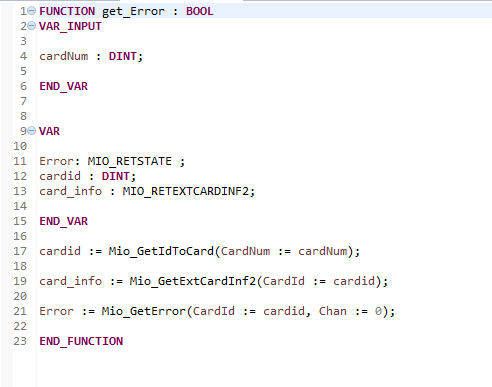 1 FUNCTION get_Error : BOOL
2 VAR_INPUT
3
4 cardNum : DINT;
5
6 END_VAR
7
8
9 VAR
10
11 Error: MIO_RETSTATE ;
12 cardid : DINT;
13 card_info : MIO_RETEXTCARDINF2;
14
15 END_VAR
16
17 cardid := Mio_GetIdToCard(CardNum := cardNum);
18
19 card_info := Mio_GetExtCardInf2(CardId := cardid);
20
21 Error := Mio_GetError(CardId := cardid, Chan := 0);
22
23 END_FUNCTION